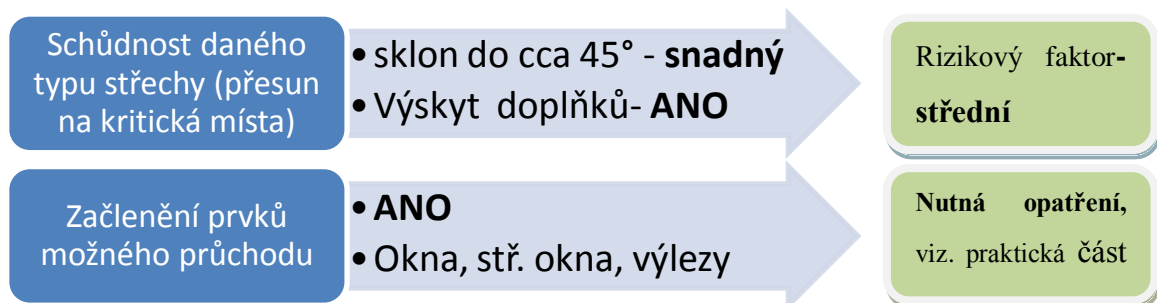 Schůdnost daného
typu střechy (přesun
na kritická místa)
• sklon do cca 45° - snadný
• Výskyt doplňků- ANO
Rizikový faktor-
střední
Začlenění prvků
možného průchodu
• ANO
• Okna, stř. okna, výlezy
Nutná opatření,
viz. praktická část